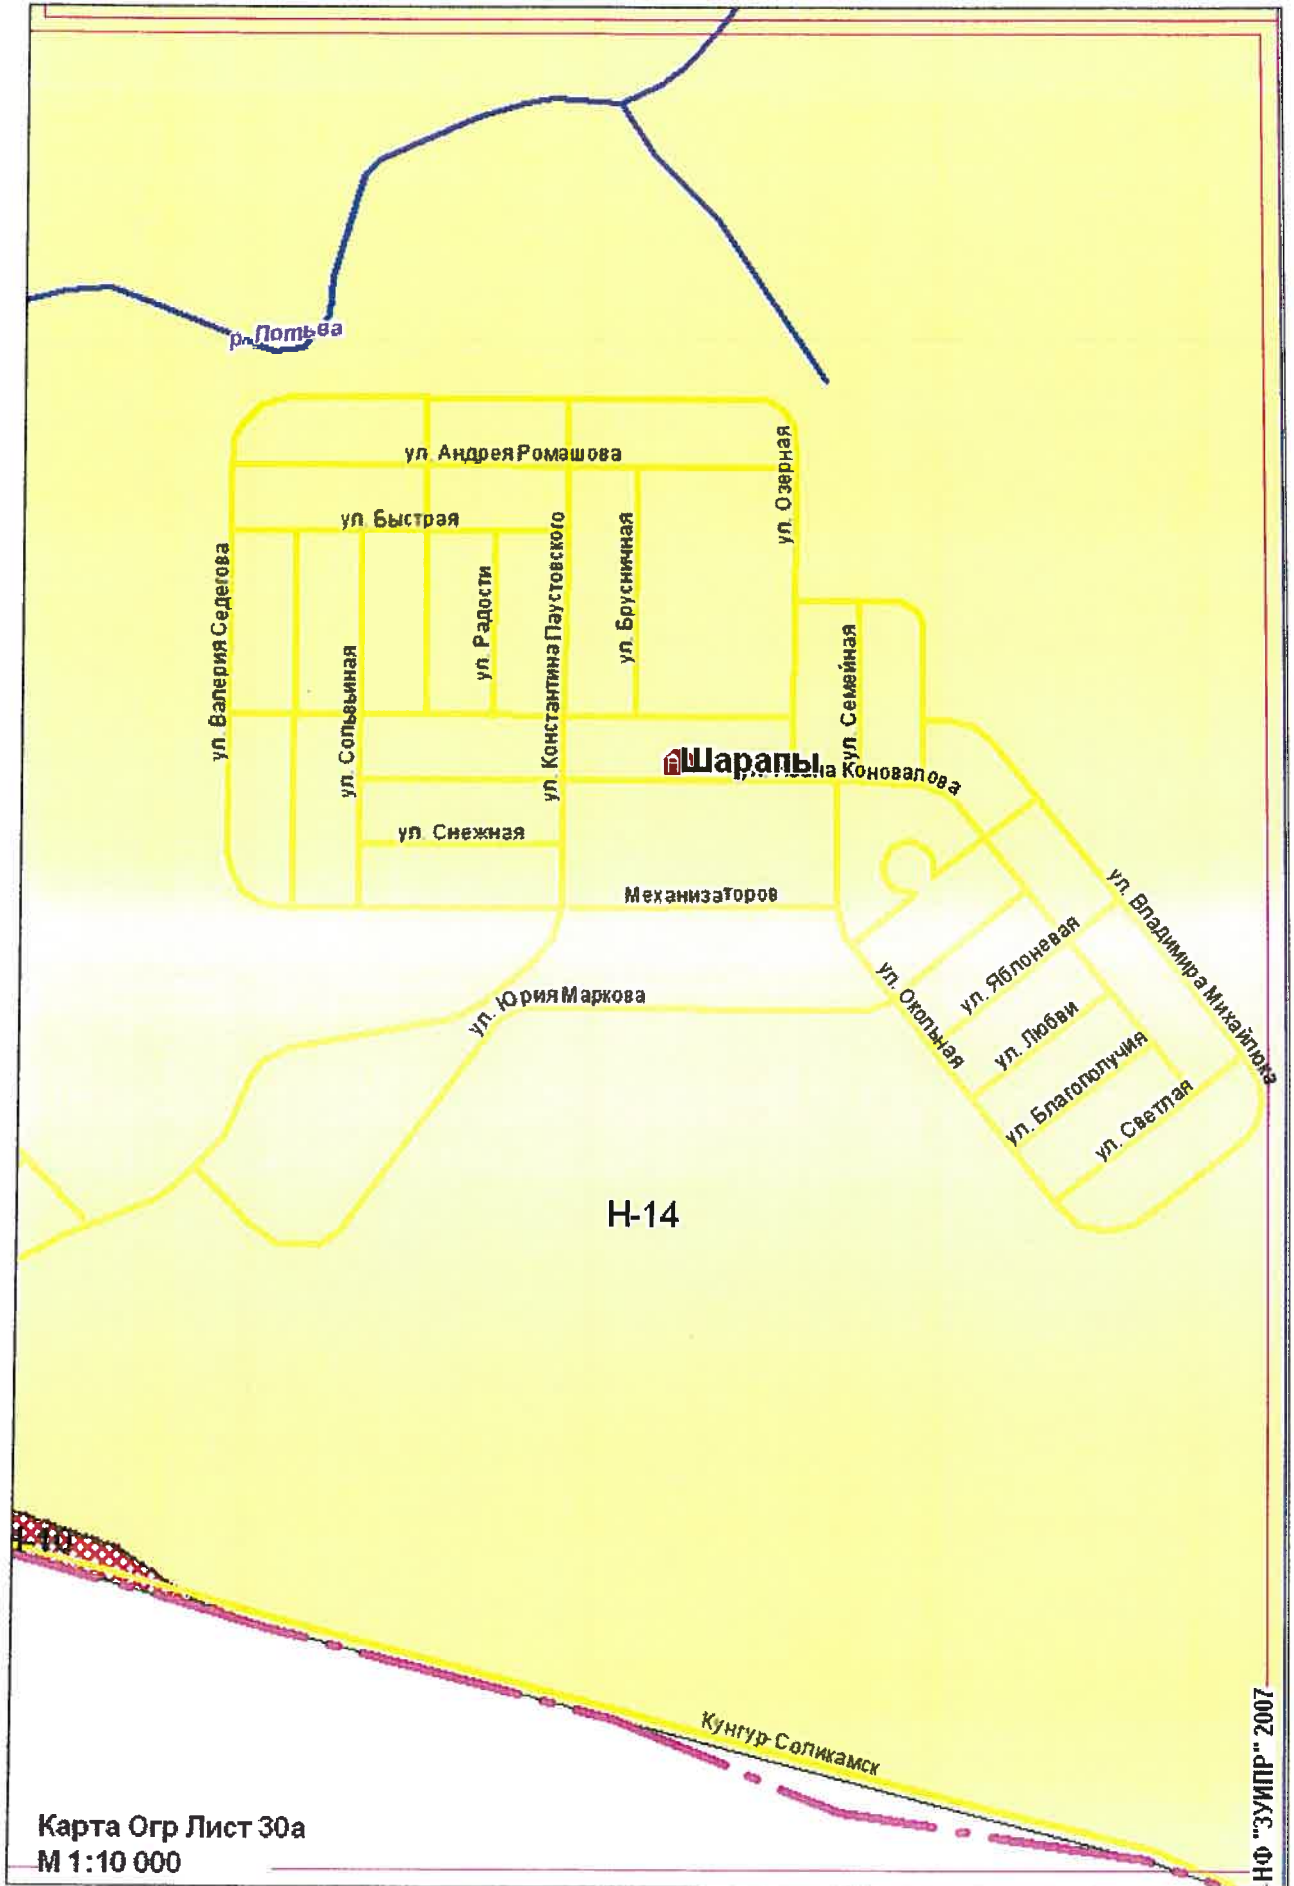 р. Потьва
ул. Андрея Ромашова
ул. Озерная
ул. Быстрая
ул. Валерия Седегова
ул. Сольвьиная
ул. Радости
ул. Константина Паустовского
ул. Брусничная
ул. Семейная
Шарапы
Коновалова
ул. Снежная
Механизаторов
ул. Владимира Михайлюка
ул. Яблоневая
ул. Окольная
ул. Любви
ул. Юрия Маркова
ул. Благополучия
ул. Светлая
Н-14
Кунгур-Соликамск
НФ "ЗУИПР" 2007
Карта Огр Лист 30а
М 1:10 000